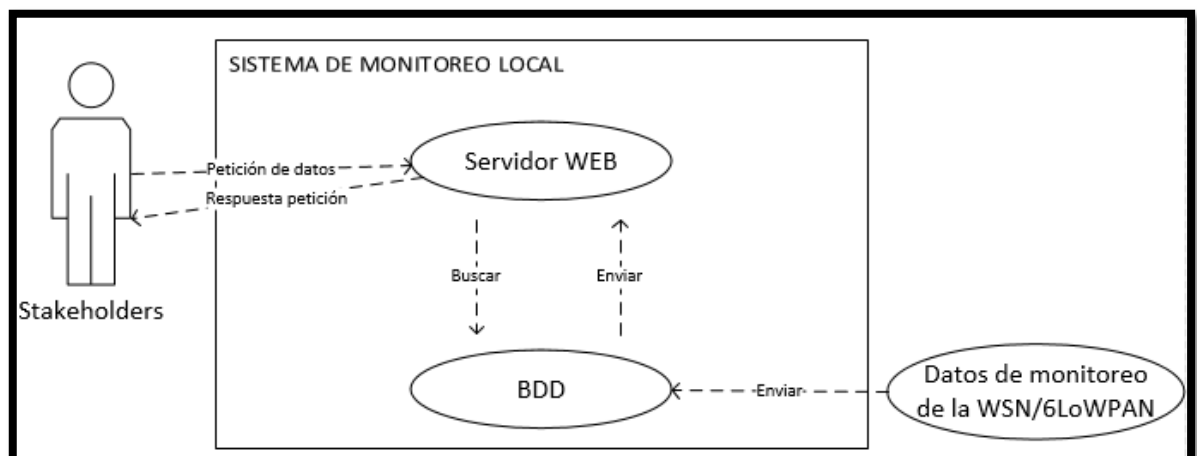 SISTEMA DE MONITOREO LOCAL
Servidor WEB
Petición de datos
Respuesta petición
Buscar
Enviar
Stakeholders
BDD
Enviar
Datos de monitoreo
de la WSN/6LoWPAN